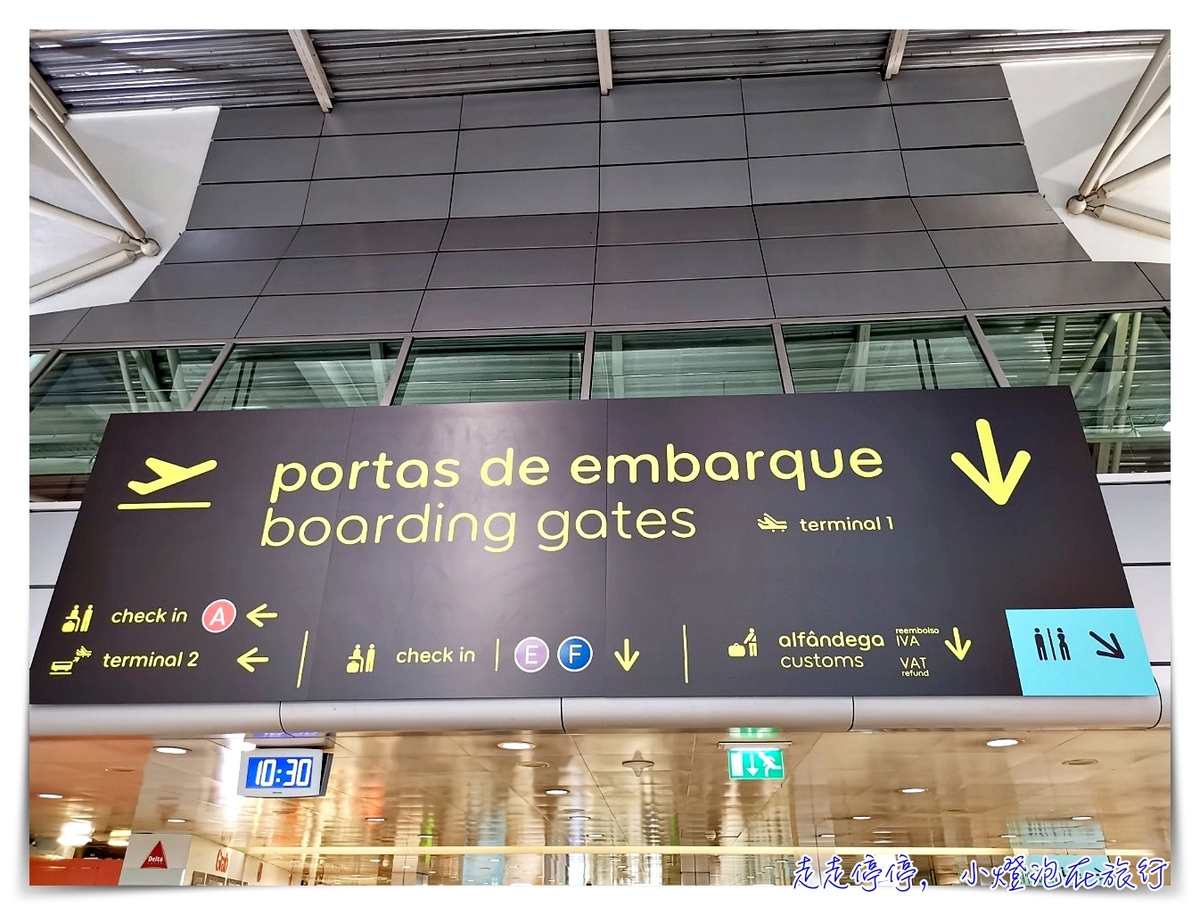 portas de embarque
boarding gates
terminal 1
check in A
terminal 2
check in E F
alfândega
customs
reembolso
IVA
VAT
refund
10:30
Delta
走走停停，小燈泡在旅行